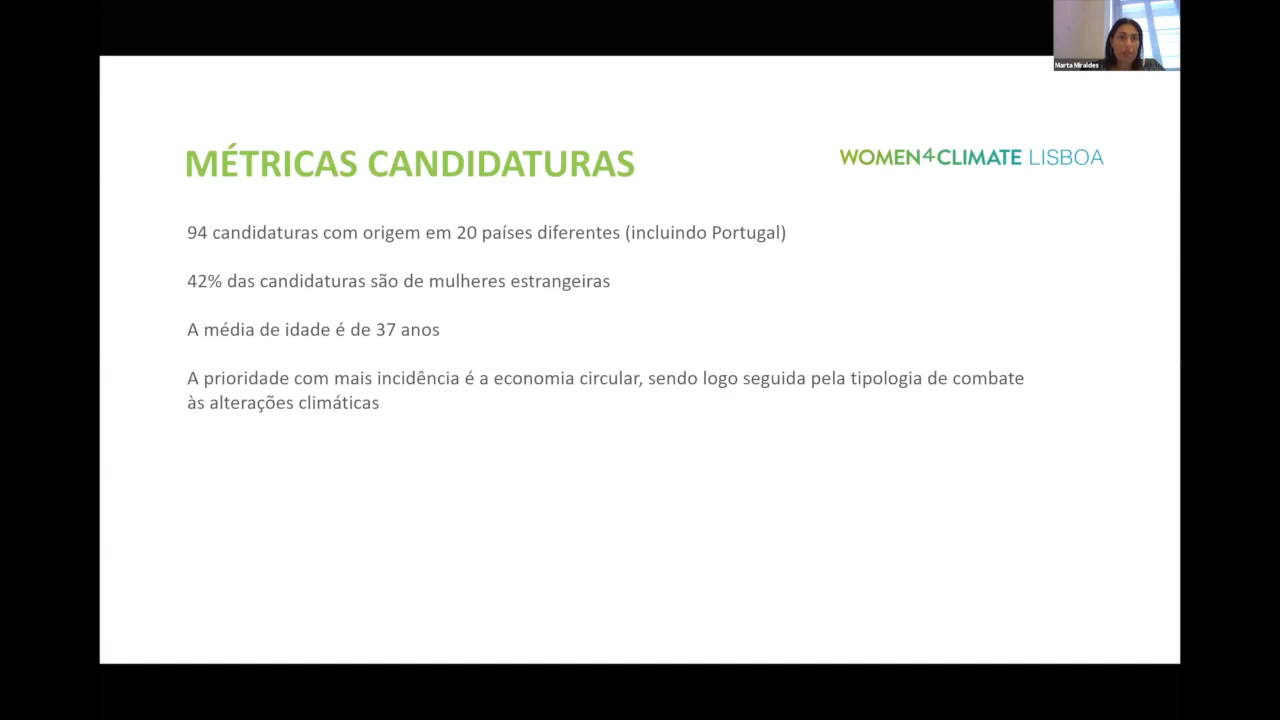 Marta Miraldes
MÉTRICAS CANDIDATURAS
WOMEN4CLIMATE LISBOA
94 candidaturas com origem em 20 países diferentes (incluindo Portugal)
42% das candidaturas são de mulheres estrangeiras
A média de idade é de 37 anos
A prioridade com mais incidência é a economia circular, sendo logo seguida pela tipologia de combate
às alterações climáticas